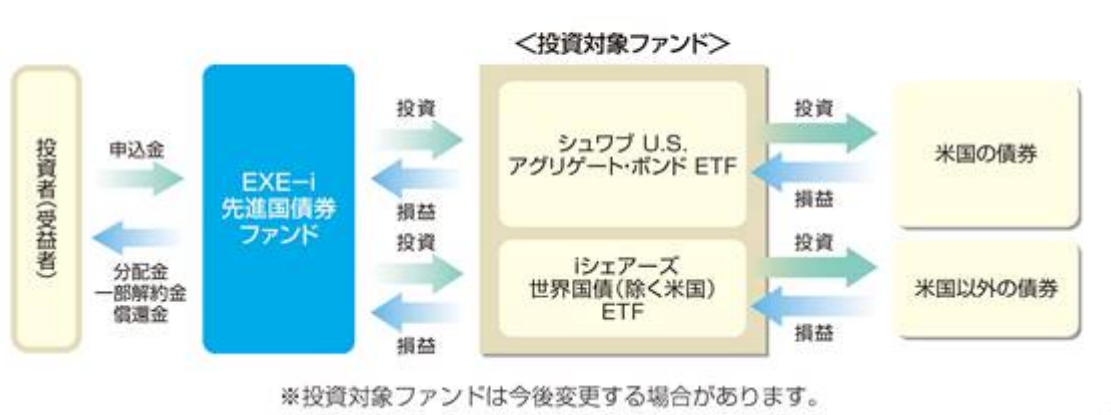 ＜投資対象ファンド＞
投資者(受益者)
申込金
分配金
一部解約金
償還金
EXE－i
先進国債券
ファンド
投資
損益
投資
損益
シュワブ U.S.
アグリゲート・ボンド ETF
iシェアーズ
世界国債(除く米国)
ETF
投資
損益
投資
損益
米国の債券
米国以外の債券
※投資対象ファンドは今後変更する場合があります。